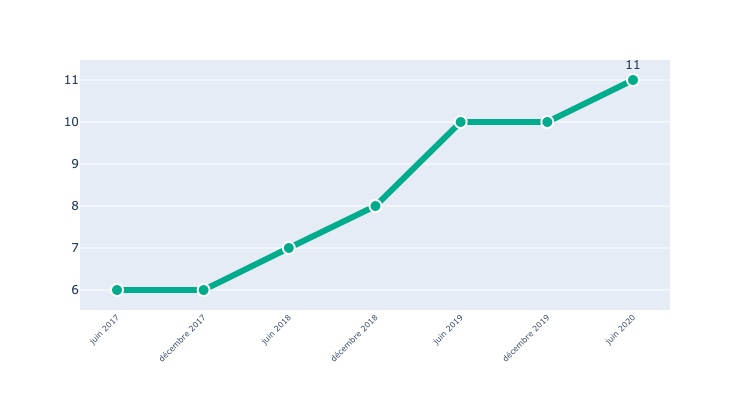 11
11
10
9
8
7
6
juin 2017
décembre 2017
juin 2018
décembre 2018
juin 2019
décembre 2019
juin 2020